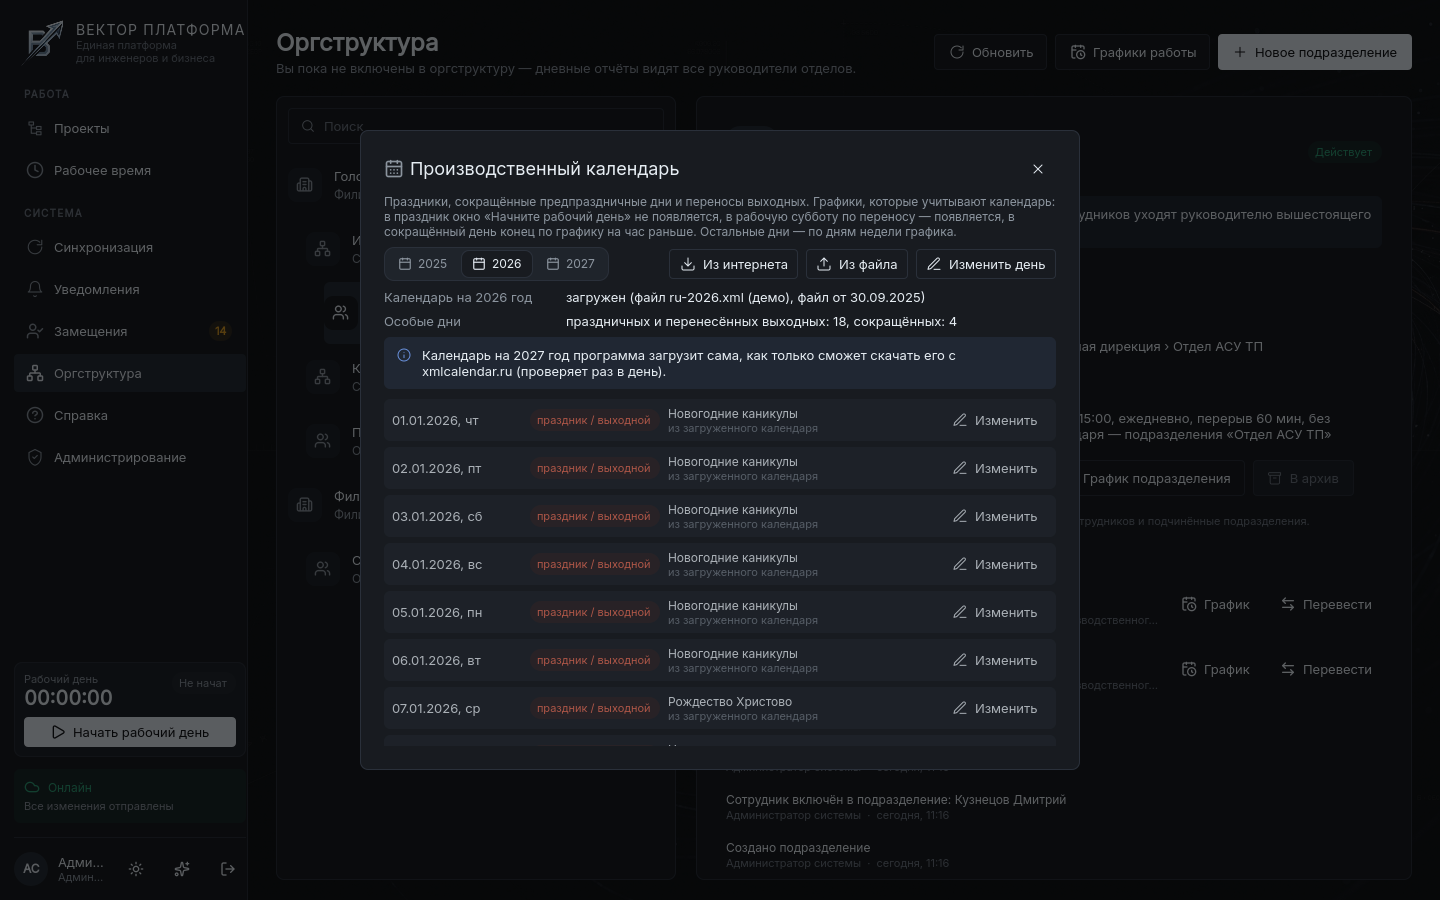 ВЕКТОР ПЛАТФОРМА
Единая платформа
для инженеров и бизнеса
РАБОТА
Проекты
Рабочее время
СИСТЕМА
Синхронизация
Уведомления
Замещения
14
Оргструктура
Справка
Администрирование
Рабочий день
Не начат
00:00:00
Начать рабочий день
Онлайн
Все изменения отправлены
АС
Адми...
Админ...
Оргструктура
Вы пока не включены в оргструктуру — дневные отчёты видят все руководители отделов.
Обновить
Графики работы
Новое подразделение
Поиск
Производственный календарь
Праздники, сокращённые предпраздничные дни и переносы выходных. Графики, которые учитывают календарь:
в праздник окно «Начните рабочий день» не появляется, в рабочую субботу по переносу — появляется, в
сокращённый день конец по графику на час раньше. Остальные дни — по дням недели графика.
2025
2026
2027
Из интернета
Из файла
Изменить день
Календарь на 2026 год
загружен (файл ru-2026.xml (демо), файл от 30.09.2025)
Особые дни
праздничных и перенесённых выходных: 18, сокращённых: 4
Календарь на 2027 год программа загрузит сама, как только сможет скачать его с
xmlcalendar.ru (проверяет раз в день).
01.01.2026, чт
праздник / выходной
Новогодние каникулы
из загруженного календаря
Изменить
02.01.2026, пт
праздник / выходной
Новогодние каникулы
из загруженного календаря
Изменить
03.01.2026, сб
праздник / выходной
Новогодние каникулы
из загруженного календаря
Изменить
04.01.2026, вс
праздник / выходной
Новогодние каникулы
из загруженного календаря
Изменить
05.01.2026, пн
праздник / выходной
Новогодние каникулы
из загруженного календаря
Изменить
06.01.2026, вт
праздник / выходной
Новогодние каникулы
из загруженного календаря
Изменить
07.01.2026, ср
праздник / выходной
Рождество Христово
из загруженного календаря
Изменить
Действует
уходят руководителю вышестоящего
дирекция › Отдел АСУ ТП
15:00, ежедневно, перерыв 60 мин, без
— подразделения «Отдел АСУ ТП»
График подразделения
В архив
и подчинённые подразделения.
График
Перевести
График
Перевести
Сотрудник включён в подразделение: Кузнецов Дмитрий
Администратор системы · сегодня, 11:16
Создано подразделение
Администратор системы · сегодня, 11:16